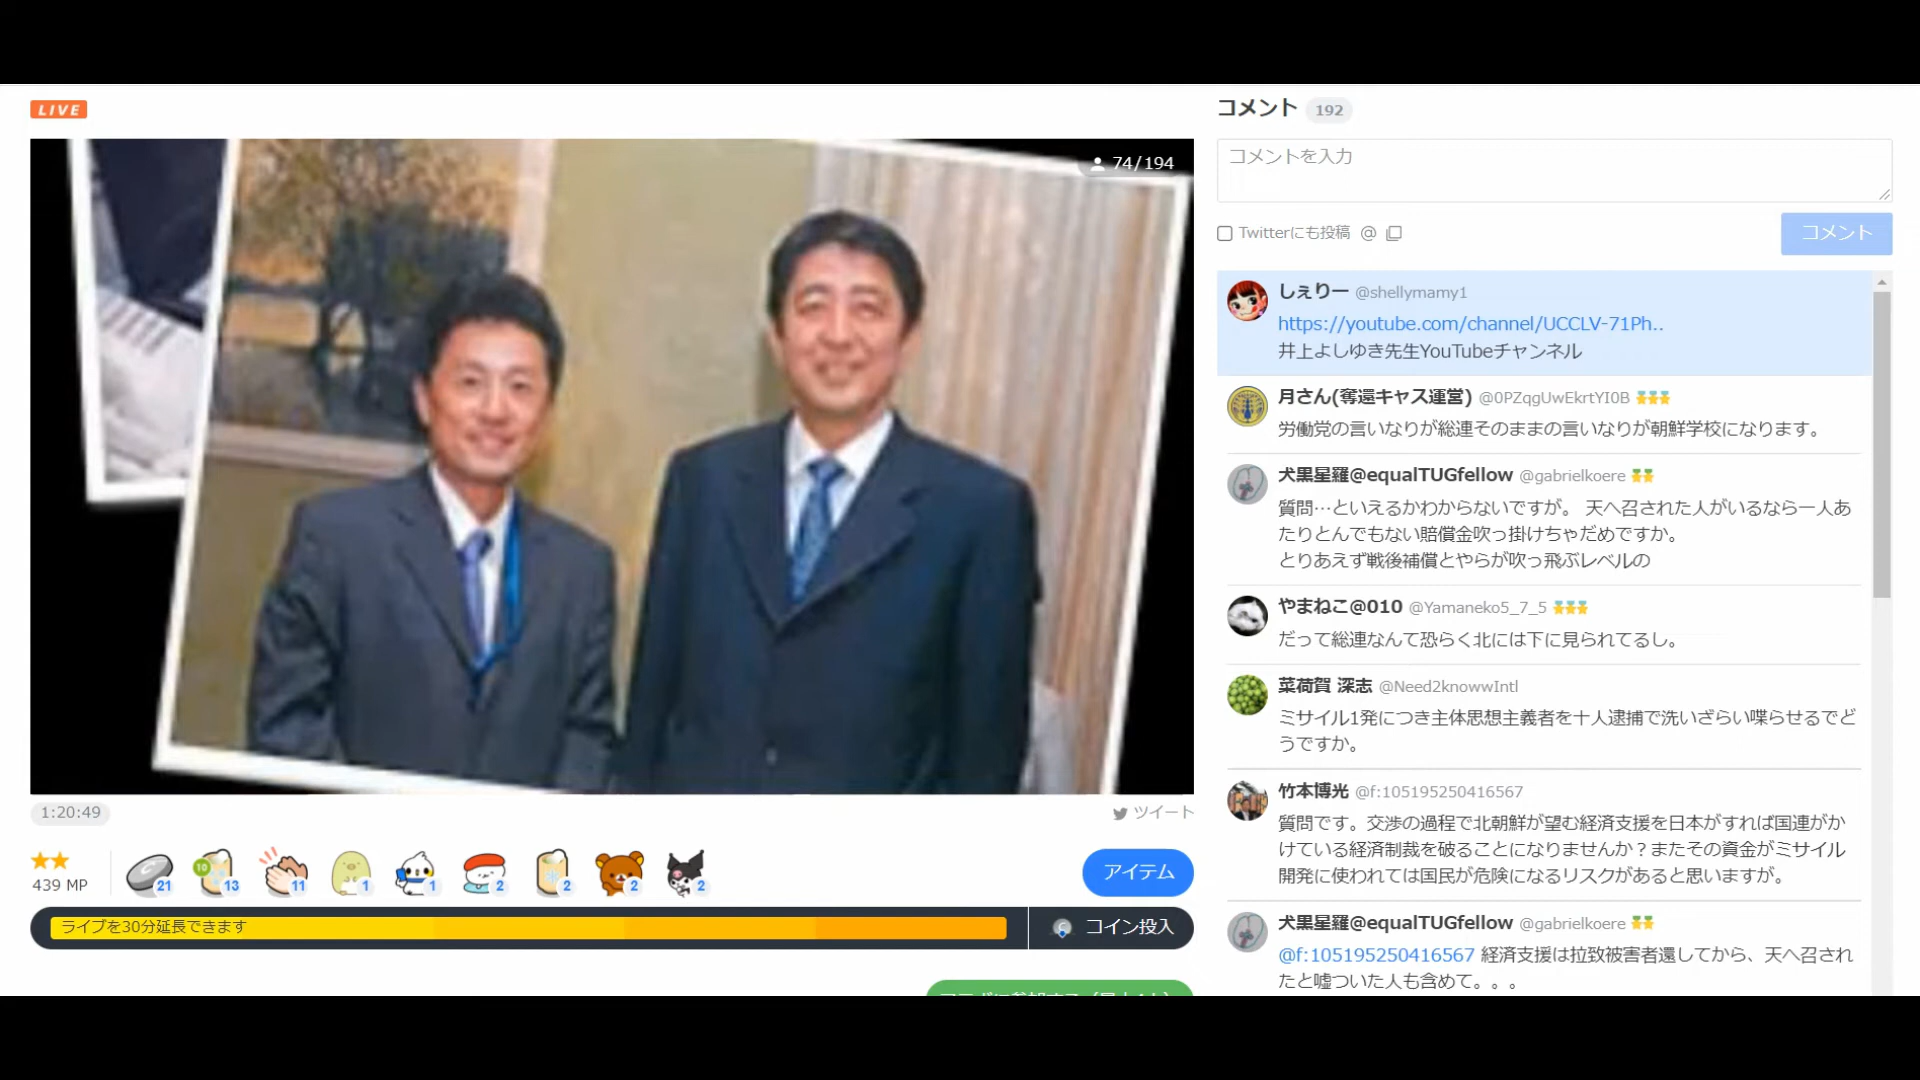 LIVE
74/194
1:20:49
ツイート
439 MP
21
10
13
11
1
1
2
2
2
2
アイテム
ライブを30分延長できます
コイン投入
コメント 192
コメントを入力
Twitterにも投稿 @
コメント
しぇりー @shellymamy1
https://youtube.com/channel/UCCLV-71Ph..
井上よしゆき先生YouTubeチャンネル
月さん(奪還キャス運営) @0PZqgUwEkrtYI0B
労働党の言いなりが総連そのままの言いなりが朝鮮学校になります。
犬黒星羅@equalTUGfellow @gabrielkoere
質問…といえるかわからないですが。 天へ召された人がいるなら一人あ
たりとんでもない賠償金吹っ掛けちゃだめですか。
とりあえず戦後補償とやらが吹っ飛ぶレベルの
やまねこ@010 @Yamaneko5_7_5
だって総連なんて恐らく北には下に見られてるし。
菜荷賀 深志 @Need2knowwIntl
ミサイル1発につき主体思想主義者を十人逮捕で洗いざらい喋らせるでど
うですか。
竹本博光 @f:105195250416567
質問です。交渉の過程で北朝鮮が望む経済支援を日本がすれば国連がか
けている経済制裁を破ることになりませんか？またその資金がミサイル
開発に使われては国民が危険になるリスクがあると思いますが。
犬黒星羅@equalTUGfellow @gabrielkoere
@f:105195250416567 経済支援は拉致被害者還してから、天へ召され
たと嘘ついた人も含めて。。。